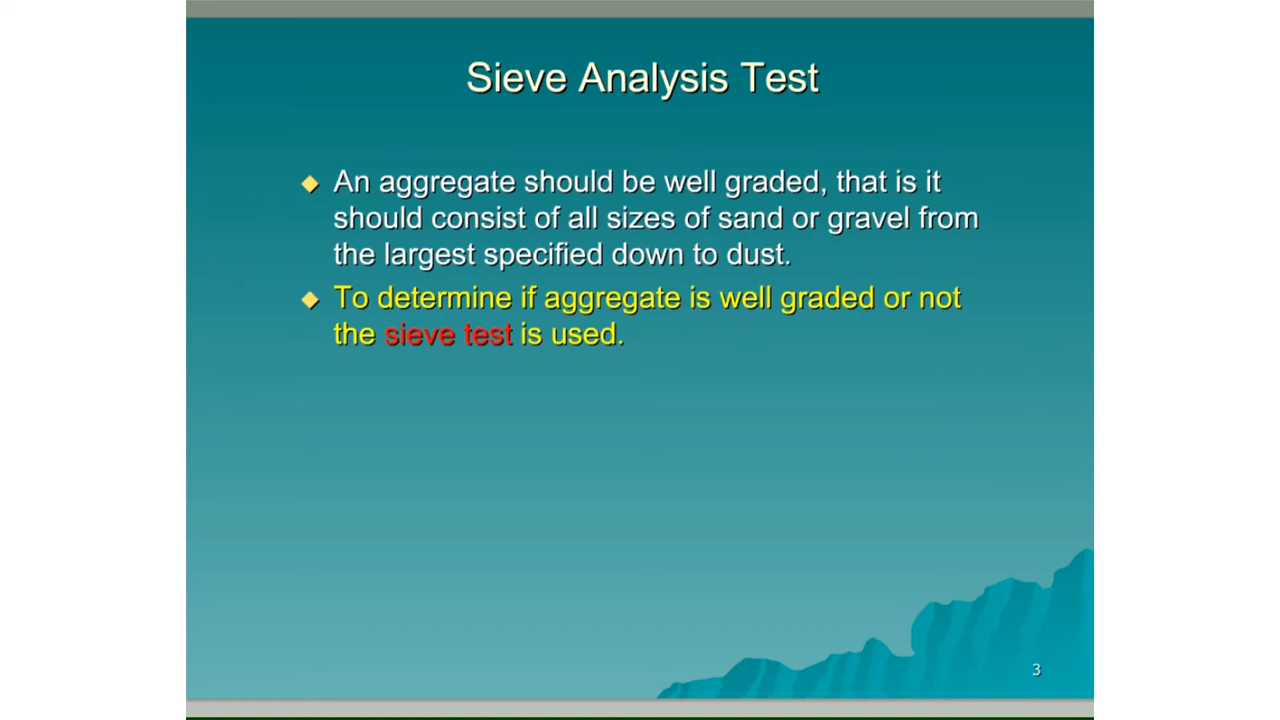 Sieve Analysis Test
An aggregate should be well graded, that is it
should consist of all sizes of sand or gravel from
the largest specified down to dust.
To determine if aggregate is well graded or not
the sieve test is used.
3